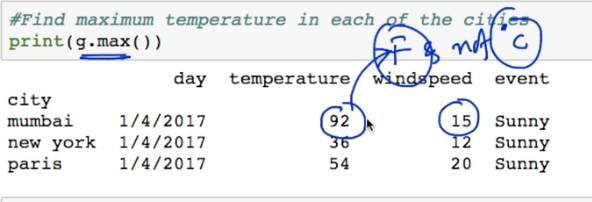 #Find maximum temperature in each of the cities
print(g.max())
F & not °C
day temperature windspeed event
city
mumbai 1/4/2017 92 15 Sunny
new york 1/4/2017 36 12 Sunny
paris 1/4/2017 54 20 Sunny